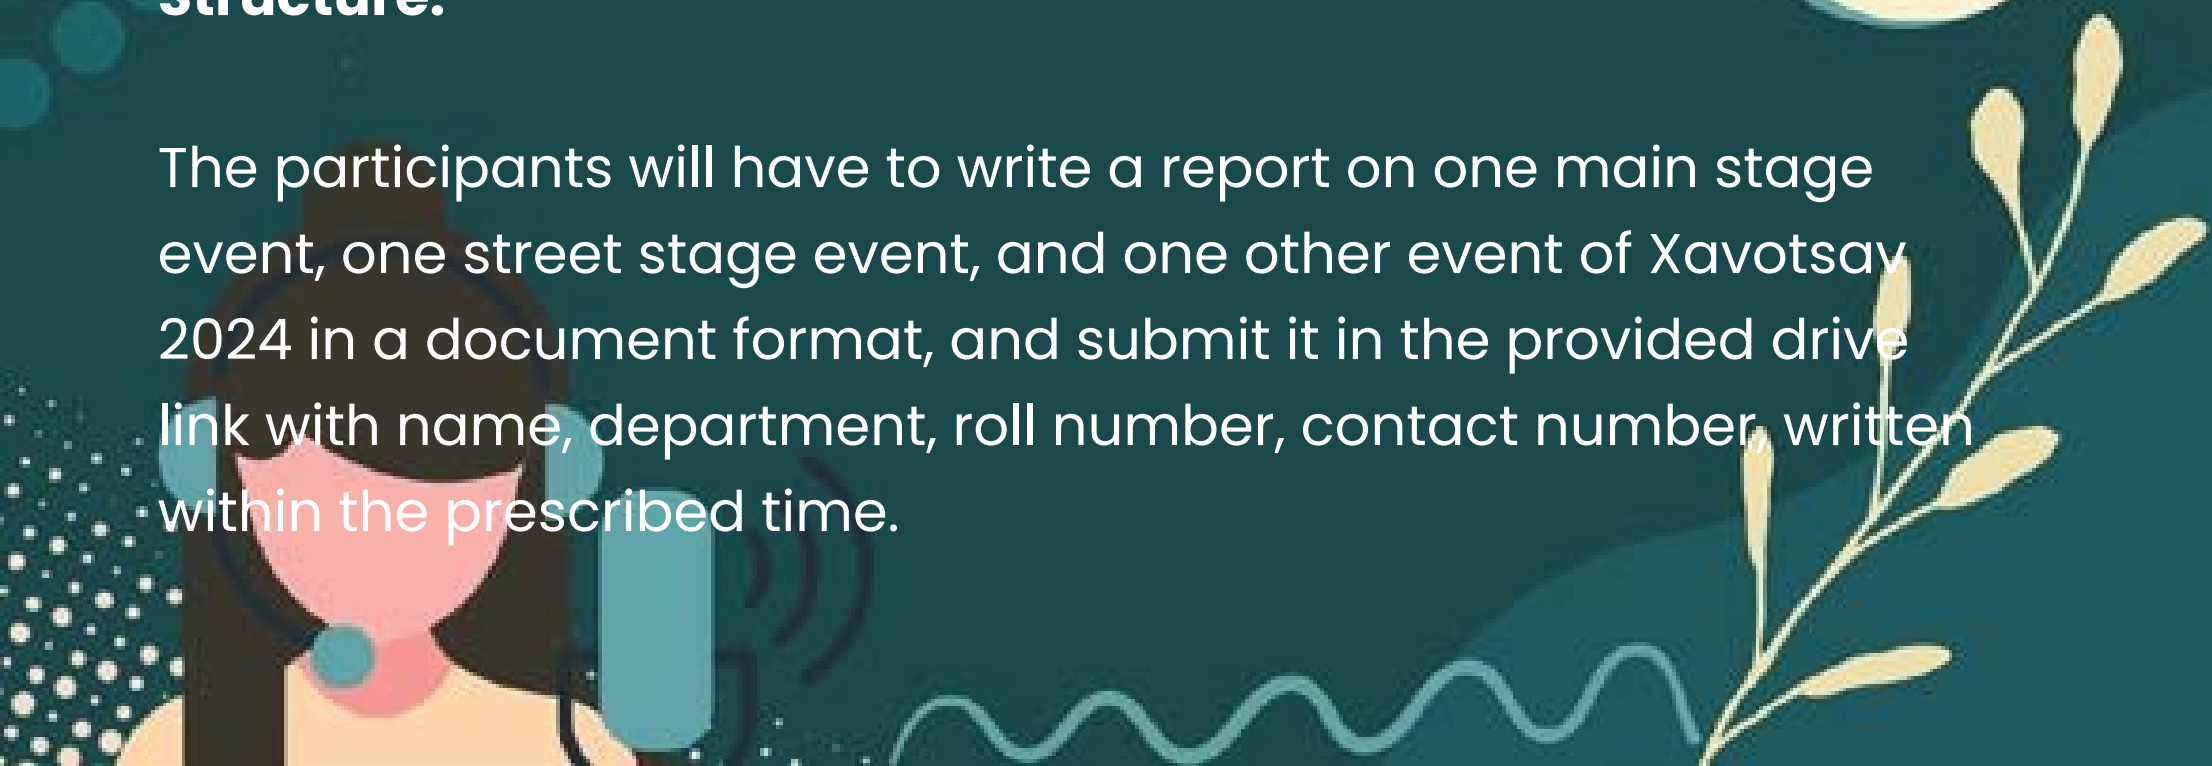 Structure:
The participants will have to write a report on one main stage
event, one street stage event, and one other event of Xavotsav
2024 in a document format, and submit it in the provided drive
link with name, department, roll number, contact number, written
within the prescribed time.